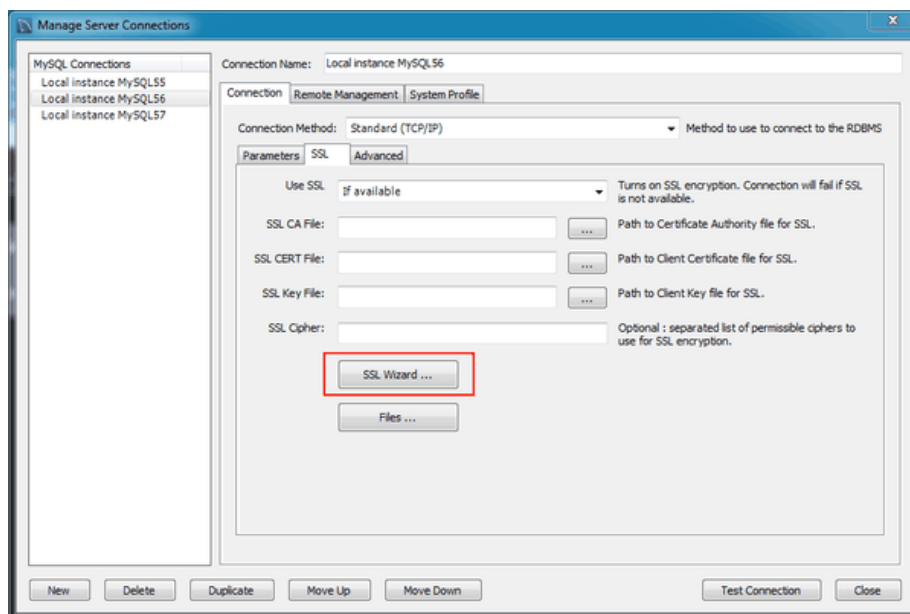 Manage Server Connections
MySQL Connections
Local instance MySQL55
Local instance MySQL56
Local instance MySQL57
Connection Name: Local instance MySQL56
Connection Remote Management System Profile
Connection Method: Standard (TCP/IP) Method to use to connect to the RDBMS
Parameters SSL Advanced
Use SSL If available Turns on SSL encryption. Connection will fail if SSL
is not available.
SSL CA File: ... Path to Certificate Authority file for SSL.
SSL CERT File: ... Path to Client Certificate file for SSL.
SSL Key File: ... Path to Client Key file for SSL.
SSL Cipher: Optional : separated list of permissible ciphers to
use for SSL encryption.
SSL Wizard ...
Files ...
New Delete Duplicate Move Up Move Down Test Connection Close